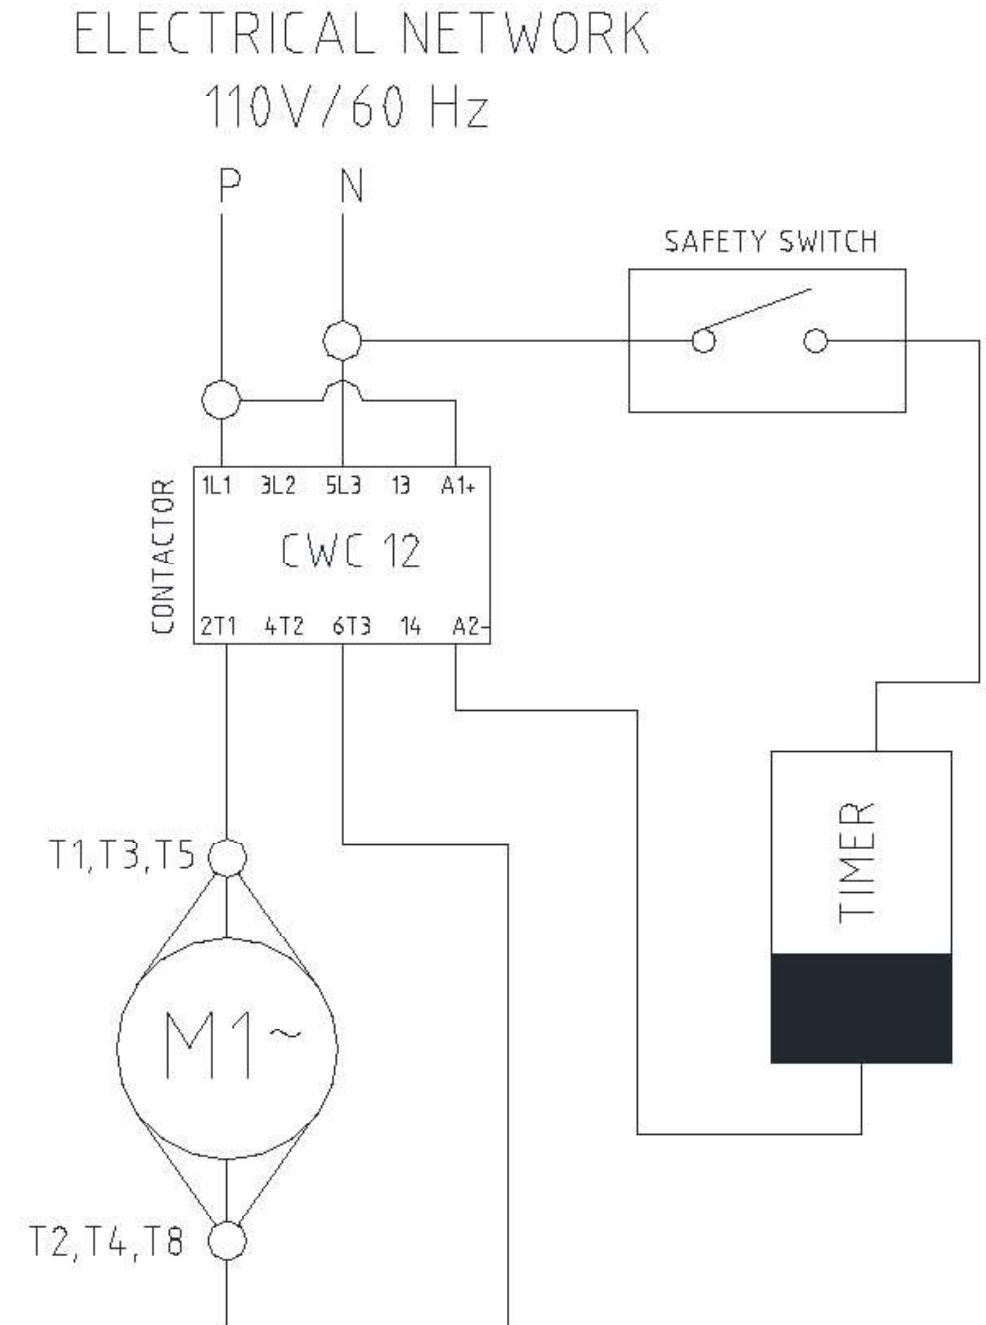 ELECTRICAL NETWORK
110V/60 Hz
P N
SAFETY SWITCH
1L1 3L2 5L3 13 A1+
CONTACTOR
CWC 12
2T1 4T2 6T3 14 A2-
TIMER
T1,T3,T5
M1~
T2,T4,T8